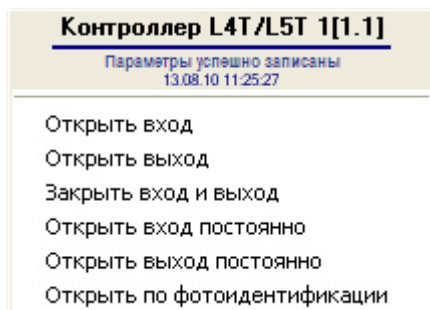 Контроллер L4T/L5T 1[1.1]
Параметры успешно записаны
13.08.10 11:25:27
Открыть вход
Открыть выход
Закрыть вход и выход
Открыть вход постоянно
Открыть выход постоянно
Открыть по фотоидентификации